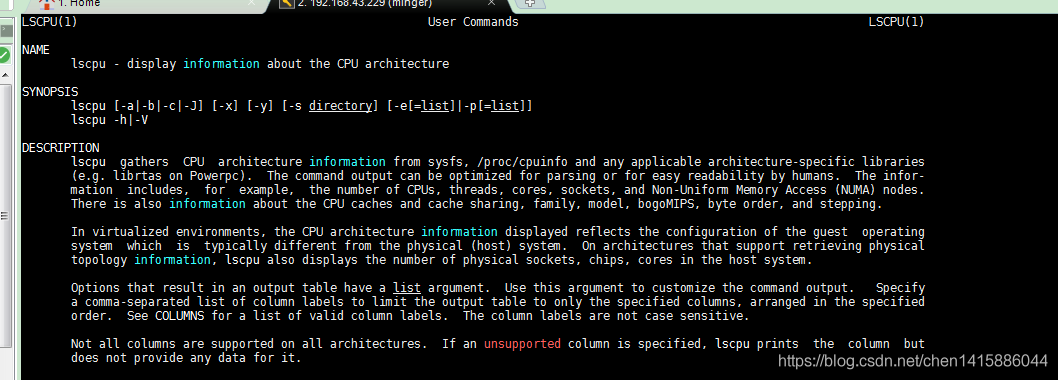 1. Home
2. 192.168.43.229 (minger)
LSCPU(1) User Commands LSCPU(1)
NAME
lscpu - display information about the CPU architecture
SYNOPSIS
lscpu [-a|-b|-c|-J] [-x] [-y] [-s directory] [-e[=list]|-p[=list]]
lscpu -h|-V
DESCRIPTION
lscpu gathers CPU architecture information from sysfs, /proc/cpuinfo and any applicable architecture-specific libraries
(e.g. librtas on Powerpc). The command output can be optimized for parsing or for easy readability by humans. The infor-
mation includes, for example, the number of CPUs, threads, cores, sockets, and Non-Uniform Memory Access (NUMA) nodes.
There is also information about the CPU caches and cache sharing, family, model, bogoMIPS, byte order, and stepping.
In virtualized environments, the CPU architecture information displayed reflects the configuration of the guest operating
system which is typically different from the physical (host) system. On architectures that support retrieving physical
topology information, lscpu also displays the number of physical sockets, chips, cores in the host system.
Options that result in an output table have a list argument. Use this argument to customize the command output. Specify
a comma-separated list of column labels to limit the output table to only the specified columns, arranged in the specified
order. See COLUMNS for a list of valid column labels. The column labels are not case sensitive.
Not all columns are supported on all architectures. If an unsupported column is specified, lscpu prints the column but
does not provide any data for it.
https://blog.csdn.net/chen1415886044